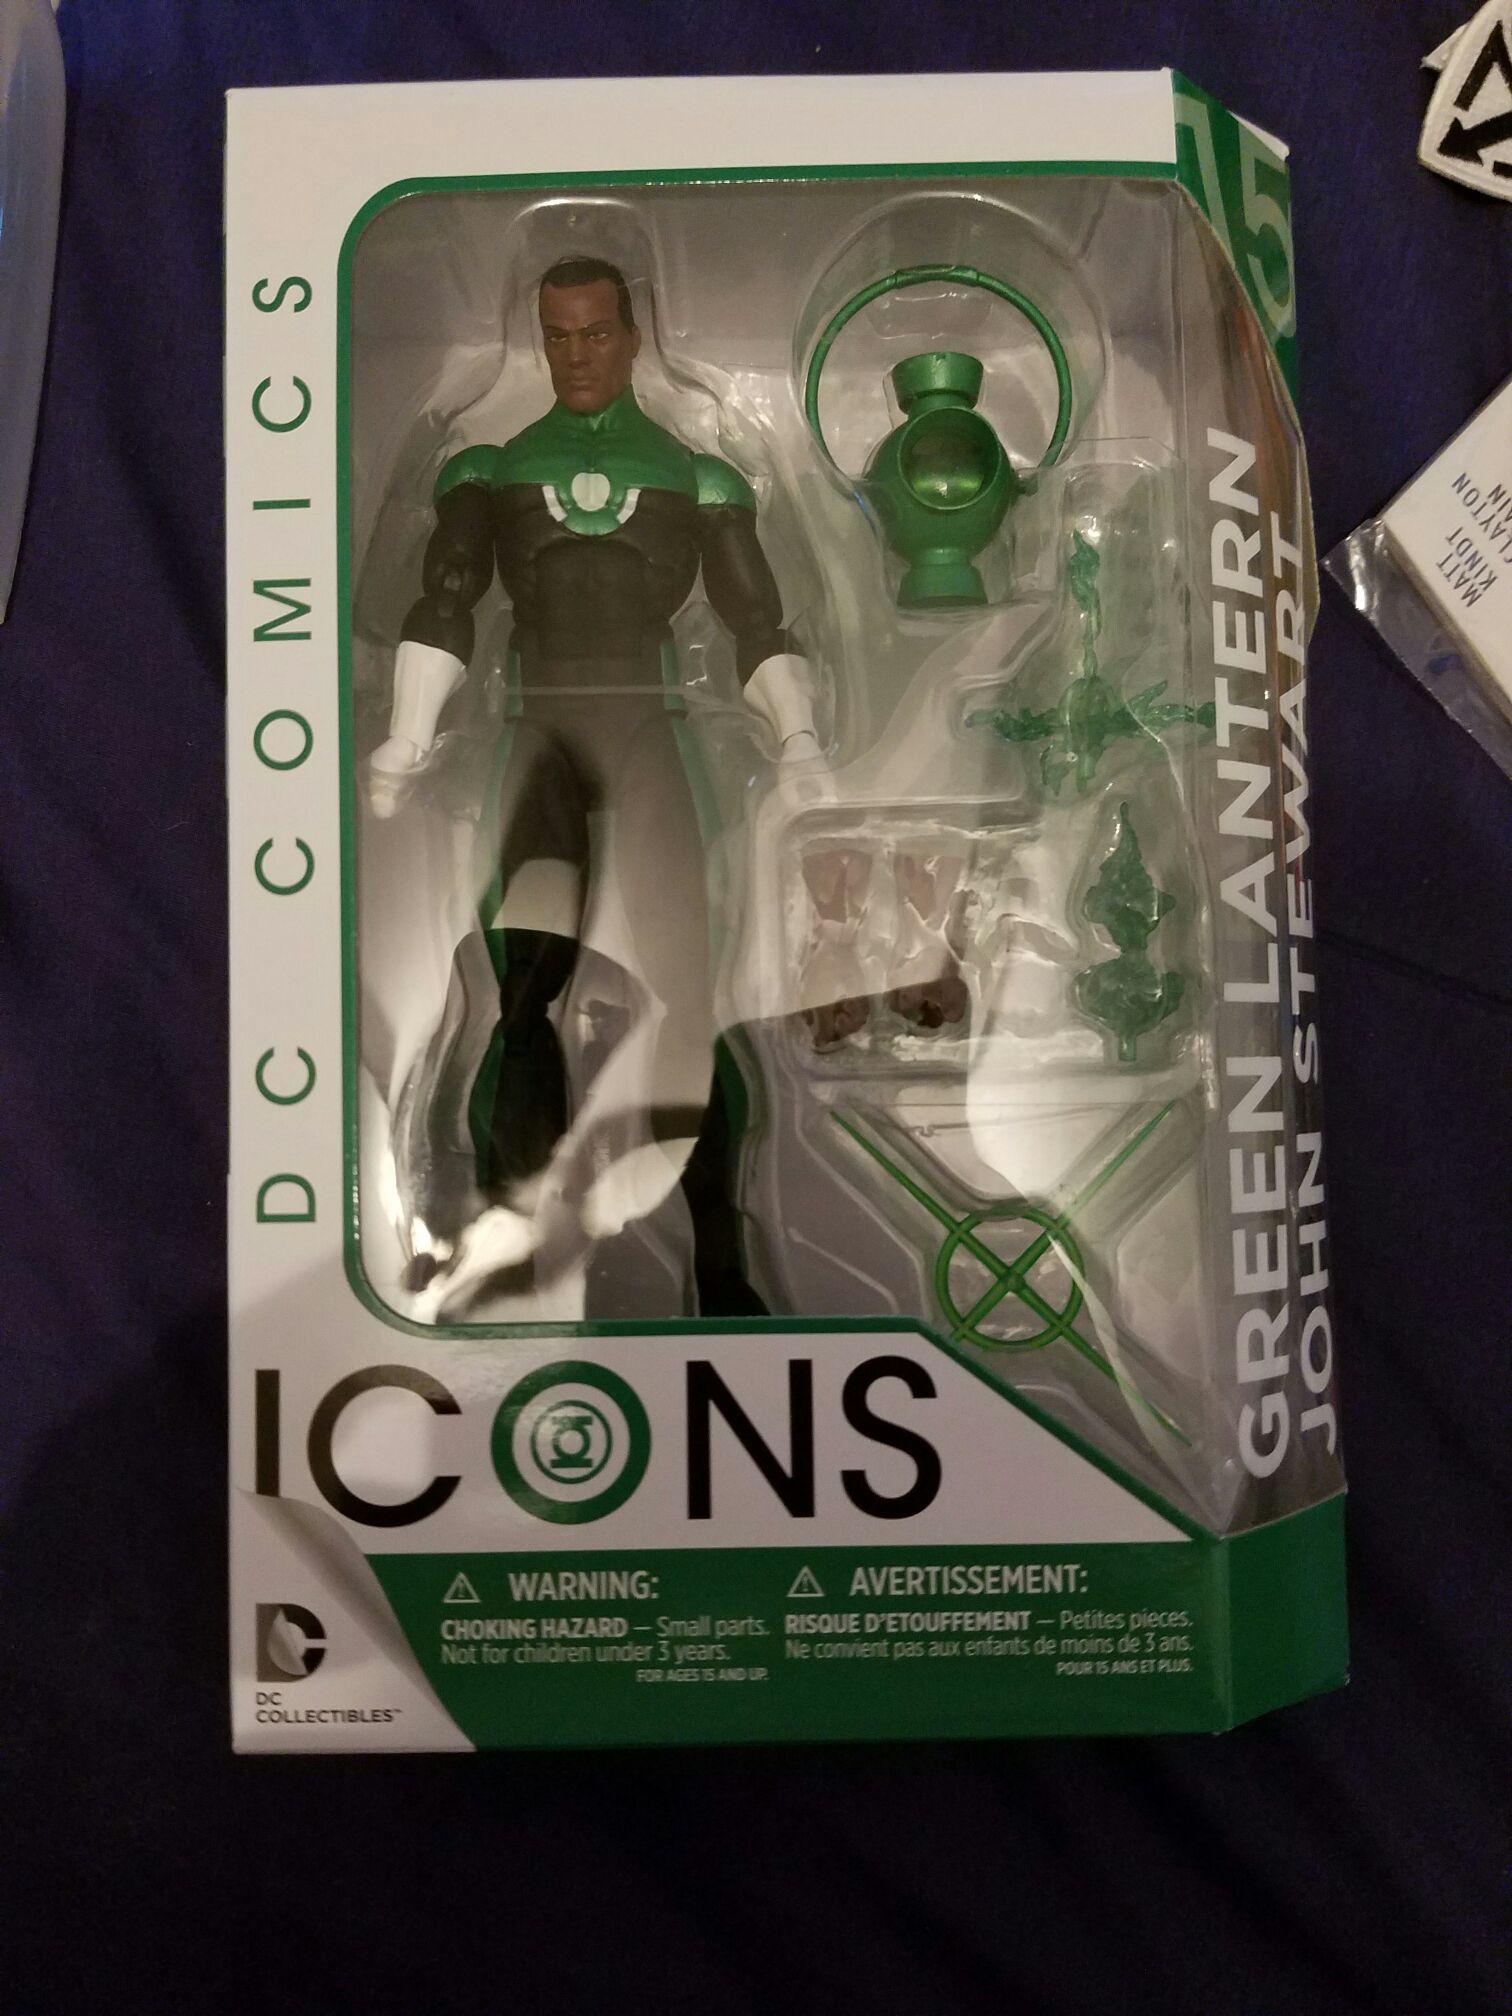 DC COMICS
GREEN LANTERN
JOHN STEWART
ICONS
WARNING:
CHOKING HAZARD — Small parts.
Not for children under 3 years.
FOR AGES 15 AND UP.
AVERTISSEMENT:
RISQUE D'ETOUFFEMENT — Petites pieces.
Ne convient pas aux enfants de moins de 3 ans.
POUR 15 ANS ET PLUS.
DC
DC
COLLECTIBLES™
75
MATT
KINDT
CLAYTON